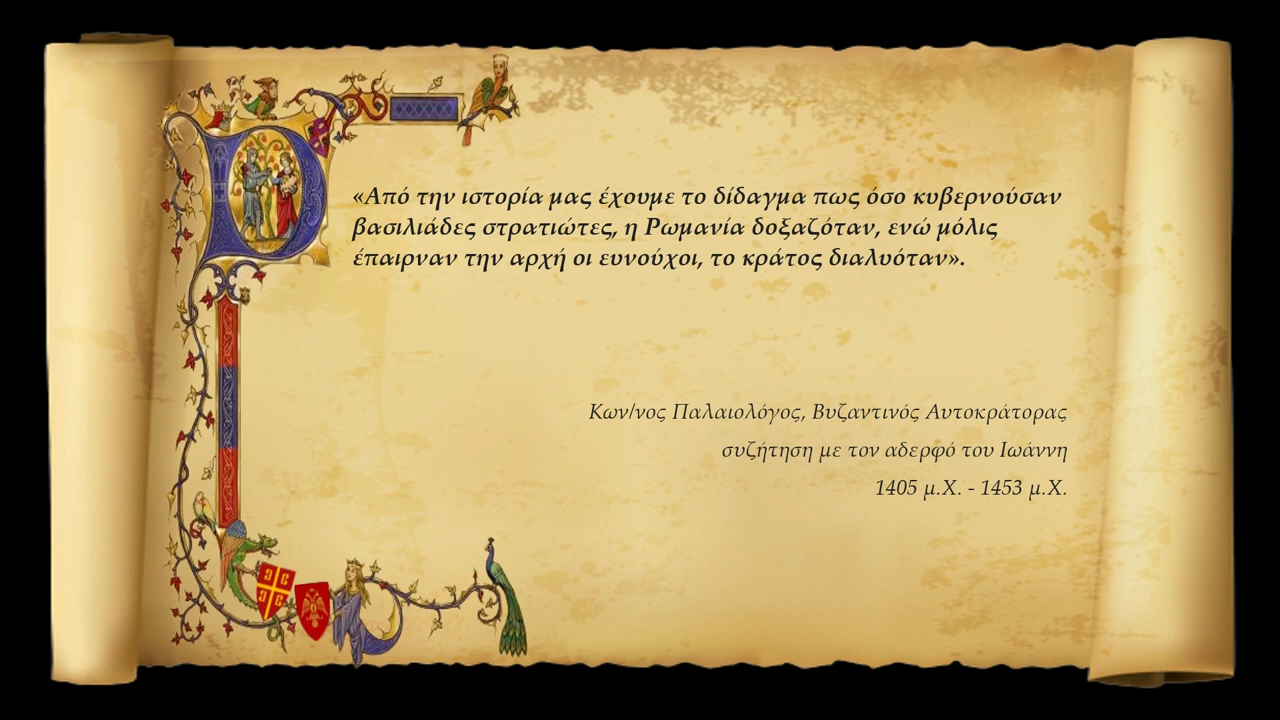 «Από την ιστορία μας έχουμε το δίδαγμα πως όσο κυβερνούσαν
βασιλιάδες στρατιώτες, η Ρωμανία δοξαζόταν, ενώ μόλις
έπαιρναν την αρχή οι ευνούχοι, το κράτος διαλυόταν».
Κων/νος Παλαιολόγος, Βυζαντινός Αυτοκράτορας
συζήτηση με τον αδερφό του Ιωάννη
1405 μ.Χ. - 1453 μ.Χ.